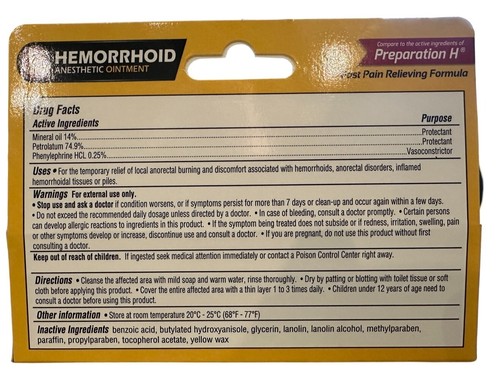 HEMORRHOID
ANESTHETIC OINTMENT
Compare to the active ingredients of
Preparation H®
Post Pain Relieving Formula
Drug Facts
Active Ingredients
Purpose
Mineral oil 14%..........Protectant
Petrolatum 74.9%..........Protectant
Phenylephrine HCL 0.25%..........Vasoconstrictor
Uses • For the temporary relief of local anorectal burning and discomfort associated with hemorrhoids, anorectal disorders, inflamed
hemorrhoidal tissues or piles.
Warnings For external use only.
• Stop use and ask a doctor if condition worsens, or if symptoms persist for more than 7 days or clean-up and occur again within a few days.
• Do not exceed the recommended daily dosage unless directed by a doctor. • In case of bleeding, consult a doctor promptly. • Certain persons
can develop allergic reactions to ingredients in this product. • If the symptom being treated does not subside or if redness, irritation, swelling, pain
or other symptoms develop or increase, discontinue use and consult a doctor. • If you are pregnant, do not use this product without first
consulting a doctor.
Keep out of reach of children. If ingested seek medical attention immediately or contact a Poison Control Center right away.
Directions • Cleanse the affected area with mild soap and warm water, rinse thoroughly. • Dry by patting or blotting with toilet tissue or soft
cloth before applying this product. • Cover the entire affected area with a thin layer 1 to 3 times daily. • Children under 12 years of age need to
consult a doctor before using this product.
Other information • Store at room temperature 20°C - 25°C (68°F - 77°F)
Inactive Ingredients benzoic acid, butylated hydroxyanisole, glycerin, lanolin, lanolin alcohol, methylparaben,
paraffin, propylparaben, tocopherol acetate, yellow wax